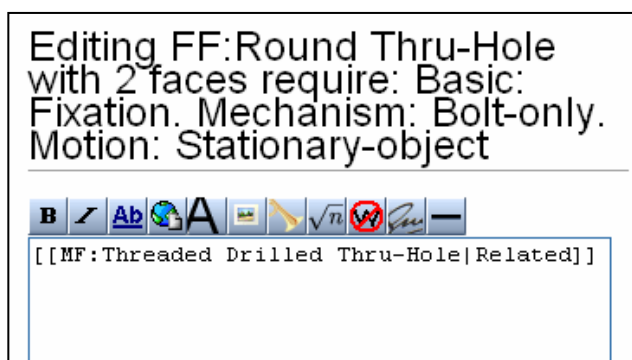 Editing FF:Round Thru-Hole
with 2 faces require: Basic:
Fixation. Mechanism: Bolt-only.
Motion: Stationary-object
B I Ab A √n W
[[MF:Threaded Drilled Thru-Hole|Related]]